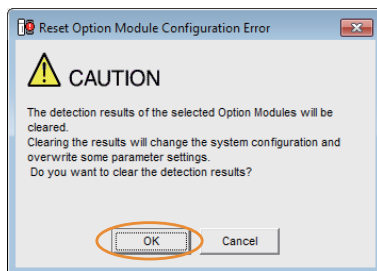 Reset Option Module Configuration Error
CAUTION
The detection results of the selected Option Modules will be
cleared.
Clearing the results will change the system configuration and
overwrite some parameter settings.
Do you want to clear the detection results?
OK Cancel